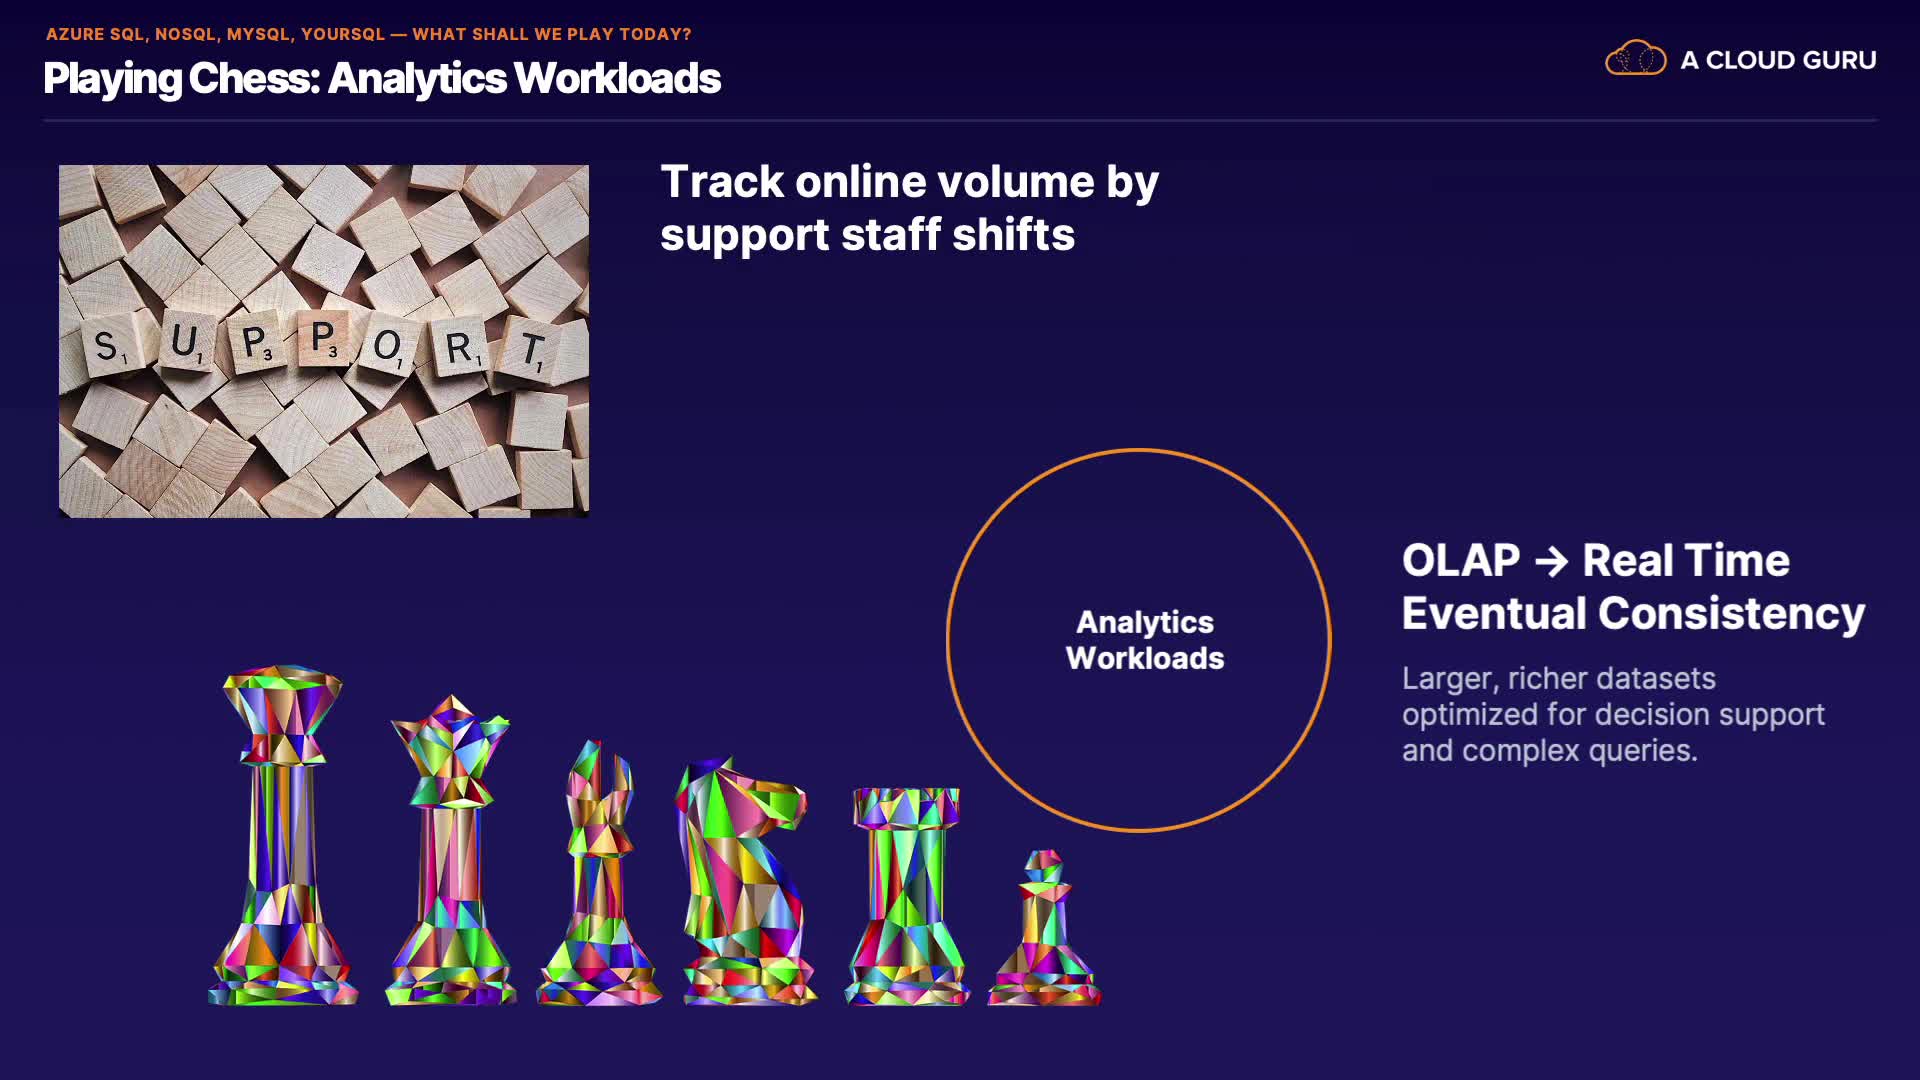 AZURE SQL, NOSQL, MYSQL, YOURSQL — WHAT SHALL WE PLAY TODAY?
Playing Chess: Analytics Workloads
A CLOUD GURU
Track online volume by
support staff shifts
S1 U1 P3 P3 O1 R1 T1
Analytics
Workloads
OLAP → Real Time
Eventual Consistency
Larger, richer datasets
optimized for decision support
and complex queries.